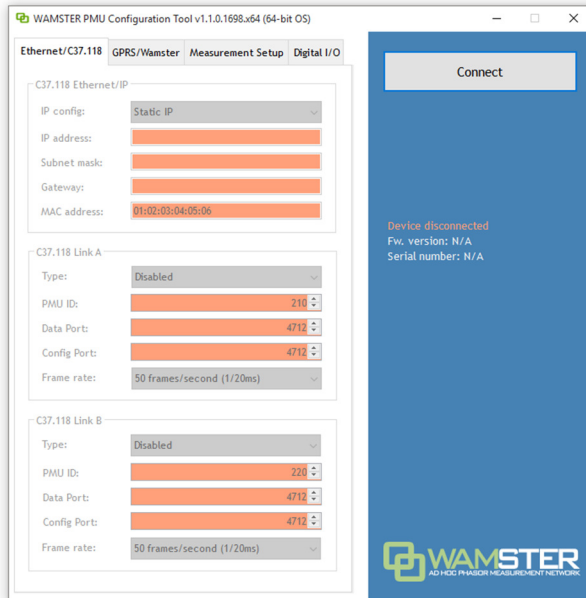 WAMSTER PMU Configuration Tool v1.1.0.1698.x64 (64-bit OS)
Ethernet/C37.118 GPRS/Wamster Measurement Setup Digital I/O
C37.118 Ethernet/IP
IP config: Static IP
IP address:
Subnet mask:
Gateway:
MAC address: 01:02:03:04:05:06
C37.118 Link A
Type: Disabled
PMU ID: 210
Data Port: 4712
Config Port: 4712
Frame rate: 50 frames/second (1/20ms)
C37.118 Link B
Type: Disabled
PMU ID: 220
Data Port: 4712
Config Port: 4712
Frame rate: 50 frames/second (1/20ms)
Connect
Device disconnected
Fw. version: N/A
Serial number: N/A
WAMSTER
AD HOC PHASOR MEASUREMENT NETWORK